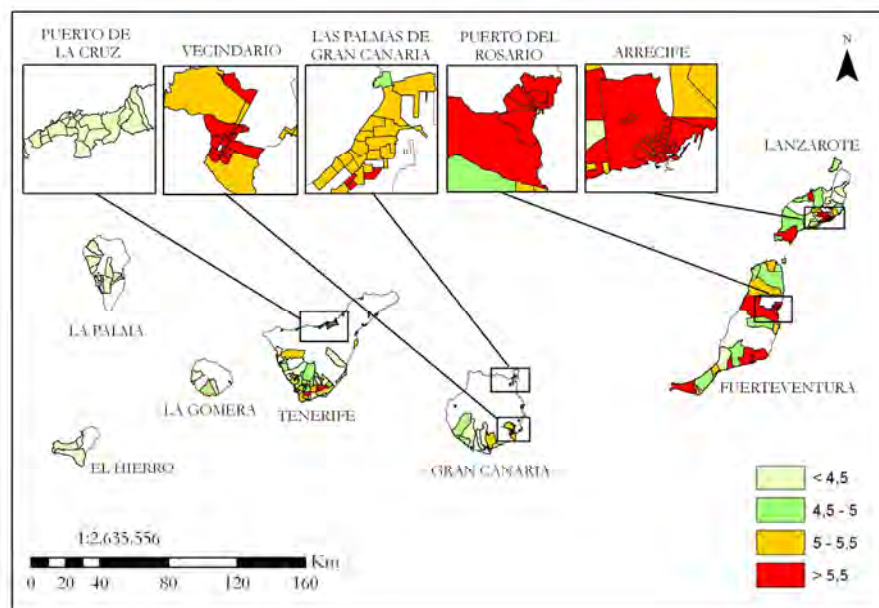 PUERTO DE
LA CRUZ
VECINDARIO
LAS PALMAS DE
GRAN CANARIA
PUERTO DEL
ROSARIO
ARRECIFE
N
LANZAROTE
LA PALMA
LA GOMERA
TENERIFE
FUERTEVENTURA
EL HIERRO
GRAN CANARIA
< 4,5
4,5 - 5
5 - 5,5
> 5,5
1:2.635.556
Km
0 20 40 80 120 160